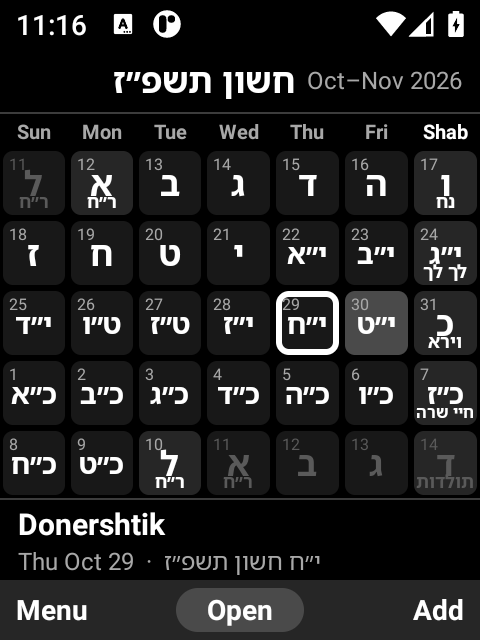 11:16
חשון תשפ״ז Oct–Nov 2026
Sun Mon Tue Wed Thu Fri Shab
11 ל ר״ח 12 א ר״ח 13 ב 14 ג 15 ד 16 ה 17 ו נח
18 ז 19 ח 20 ט 21 י 22 י״א 23 י״ב 24 י״ג לך לך
25 י״ד 26 ט״ו 27 ט״ז 28 י״ז 29 י״ח 30 י״ט 31 כ וירא
1 כ״א 2 כ״ב 3 כ״ג 4 כ״ד 5 כ״ה 6 כ״ו 7 כ״ז חיי שרה
8 כ״ח 9 כ״ט 10 ל ר״ח 11 א ר״ח 12 ב 13 ג 14 ד תולדות
Donershtik
Thu Oct 29 · י״ח חשון תשפ״ז
Menu Open Add